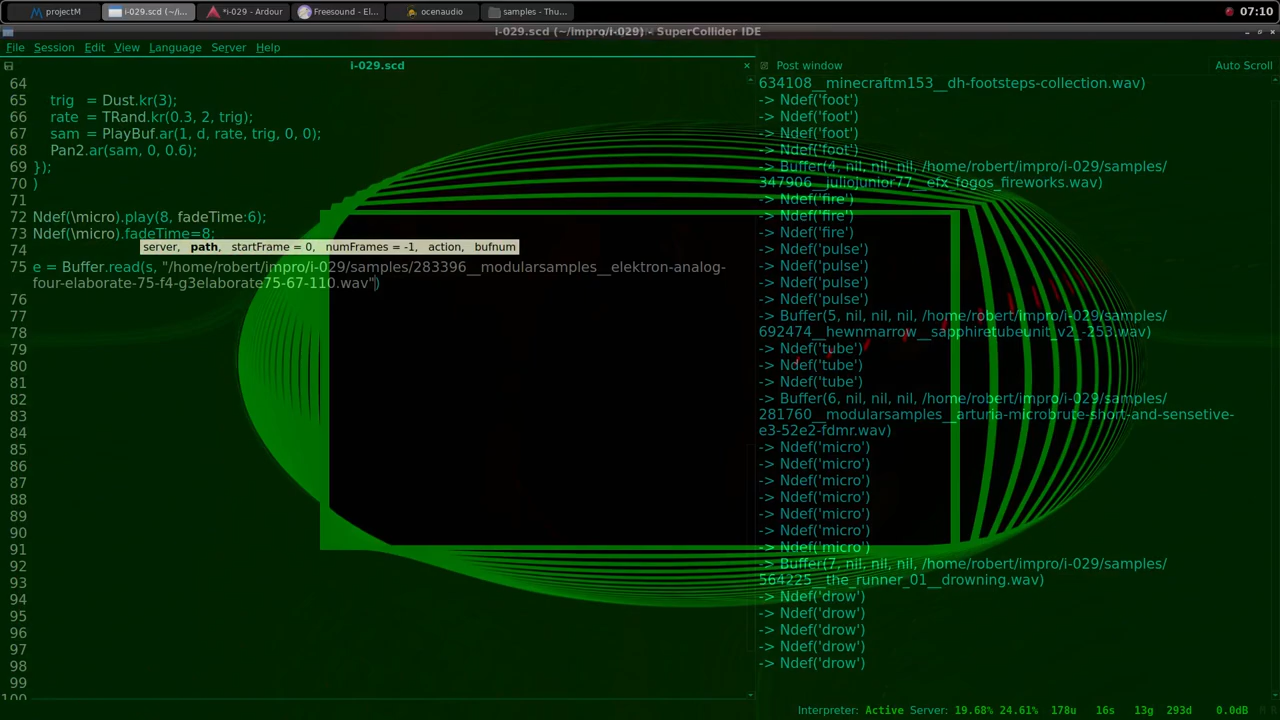 projectM
i-029.scd (~/i...
*i-029 - Ardour
Freesound - El...
ocenaudio
samples - Thu...
07:10
i-029.scd (~/impro/i-029) - SuperCollider IDE
File Session Edit View Language Server Help
i-029.scd
64
65 trig = Dust.kr(3);
66 rate = TRand.kr(0.3, 2, trig);
67 sam = PlayBuf.ar(1, d, rate, trig, 0, 0);
68 Pan2.ar(sam, 0, 0.6);
69 });
70 )
71
72 Ndef(\micro).play(8, fadeTime:6);
73 Ndef(\micro).fadeTime=8;
74 server, path, startFrame = 0, numFrames = -1, action, bufnum
75 e = Buffer.read(s, "/home/robert/impro/i-029/samples/283396__modularsamples__elektron-analog-
four-elaborate-75-f4-g3elaborate75-67-110.wav")
76
77
78
79
80
81
82
83
84
85
86
87
88
89
90
91
92
93
94
95
96
97
98
99
100
Post window Auto Scroll
634108__minecraftm153__dh-footsteps-collection.wav)
-> Ndef('foot')
-> Ndef('foot')
-> Ndef('foot')
-> Ndef('foot')
-> Buffer(4, nil, nil, nil, /home/robert/impro/i-029/samples/
347906__juliojunior77__efx_fogos_fireworks.wav)
-> Ndef('fire')
-> Ndef('fire')
-> Ndef('fire')
-> Ndef('pulse')
-> Ndef('pulse')
-> Ndef('pulse')
-> Ndef('pulse')
-> Buffer(5, nil, nil, nil, /home/robert/impro/i-029/samples/
692474__hewnmarrow__sapphiretubeunit_v2_-253.wav)
-> Ndef('tube')
-> Ndef('tube')
-> Ndef('tube')
-> Buffer(6, nil, nil, nil, /home/robert/impro/i-029/samples/
281760__modularsamples__arturia-microbrute-short-and-sensetive-
e3-52e2-fdmr.wav)
-> Ndef('micro')
-> Ndef('micro')
-> Ndef('micro')
-> Ndef('micro')
-> Ndef('micro')
-> Ndef('micro')
-> Ndef('micro')
-> Buffer(7, nil, nil, nil, /home/robert/impro/i-029/samples/
564225__the_runner_01__drowning.wav)
-> Ndef('drow')
-> Ndef('drow')
-> Ndef('drow')
-> Ndef('drow')
-> Ndef('drow')
Interpreter: Active Server: 19.68% 24.61% 178u 16s 13g 293d 0.0dB